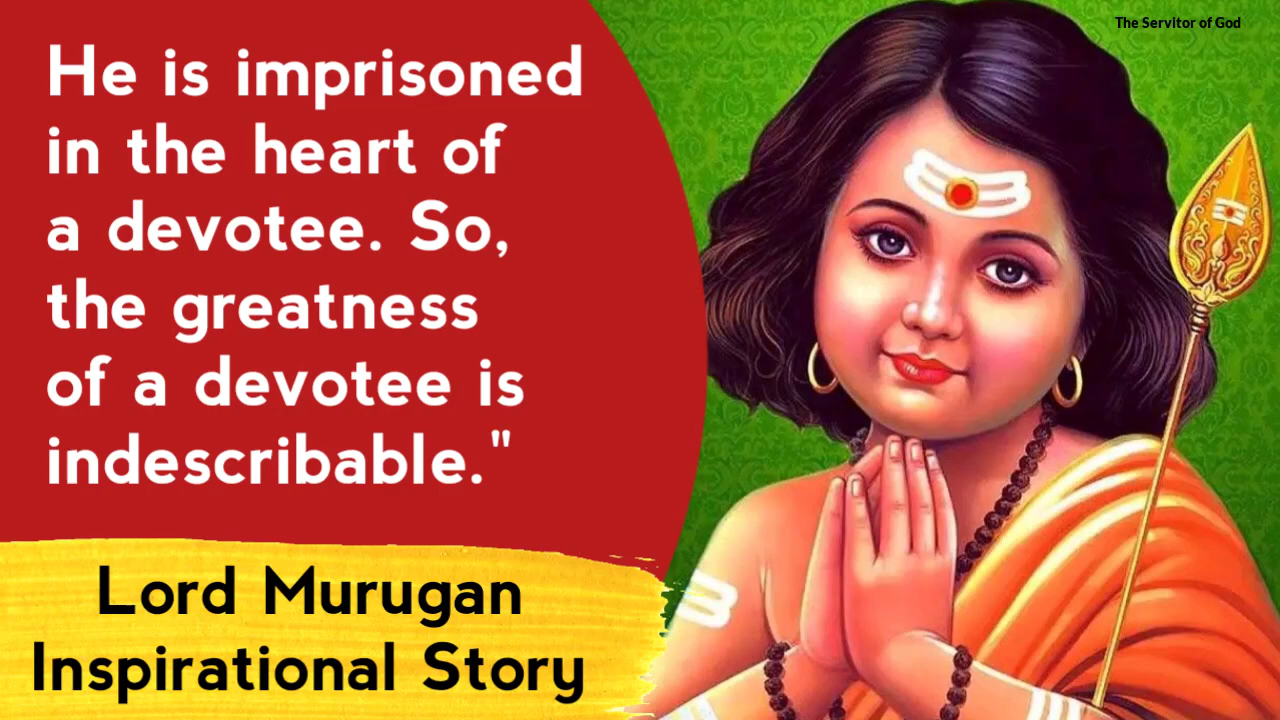 The Servitor of God
He is imprisoned
in the heart of
a devotee. So,
the greatness
of a devotee is
indescribable."
Lord Murugan
Inspirational Story